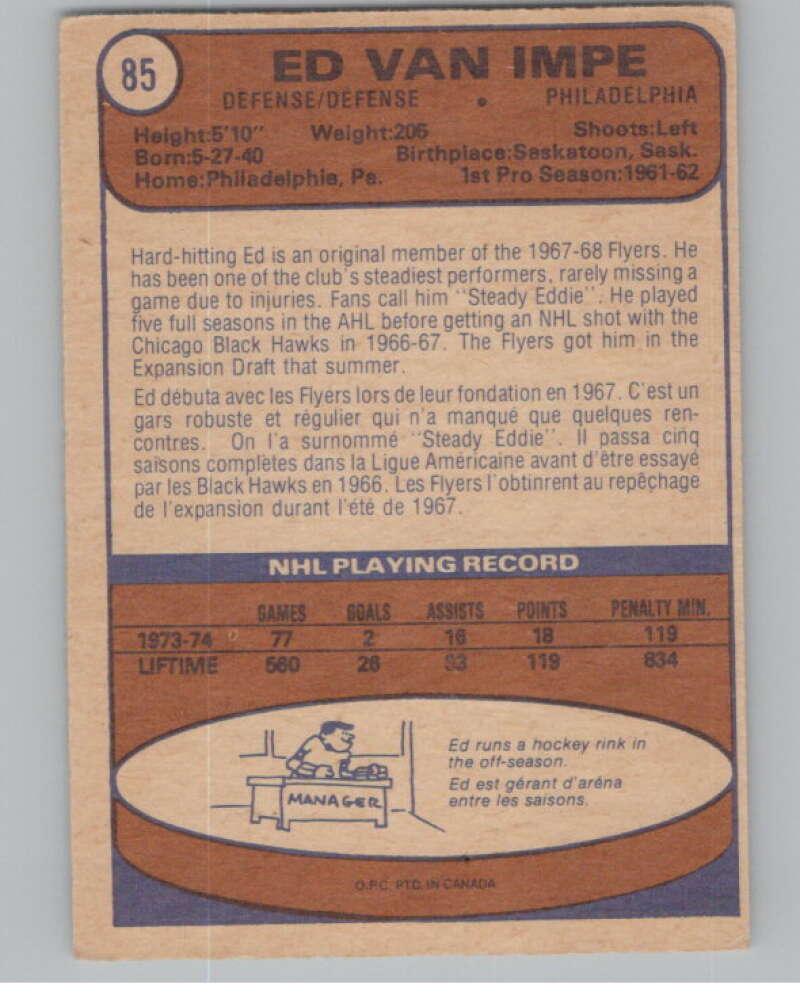 85
ED VAN IMPE
DEFENSE/DEFENSE • PHILADELPHIA
Height:5'10" Weight:205 Shoots:Left
Born:5-27-40 Birthplace:Saskatoon, Sask.
Home:Philadelphia, Pa. 1st Pro Season:1961-62
Hard-hitting Ed is an original member of the 1967-68 Flyers. He
has been one of the club's steadiest performers, rarely missing a
game due to injuries. Fans call him "Steady Eddie". He played
five full seasons in the AHL before getting an NHL shot with the
Chicago Black Hawks in 1966-67. The Flyers got him in the
Expansion Draft that summer.
Ed débuta avec les Flyers lors de leur fondation en 1967. C'est un
gars robuste et régulier qui n'a manqué que quelques ren-
contres. On l'a surnommé "Steady Eddie". Il passa cinq
saisons complètes dans la Ligue Américaine avant d'être essayé
par les Black Hawks en 1966. Les Flyers l'obtinrent au repêchage
de l'expansion durant l'été de 1967.
NHL PLAYING RECORD
GAMES GOALS ASSISTS POINTS PENALTY MIN.
1973-74 77 2 16 18 119
LIFTIME 560 26 93 119 834
Ed runs a hockey rink in
the off-season.
Ed est gérant d'aréna
entre les saisons.
MANAGER
O.P.C. PTD. IN CANADA